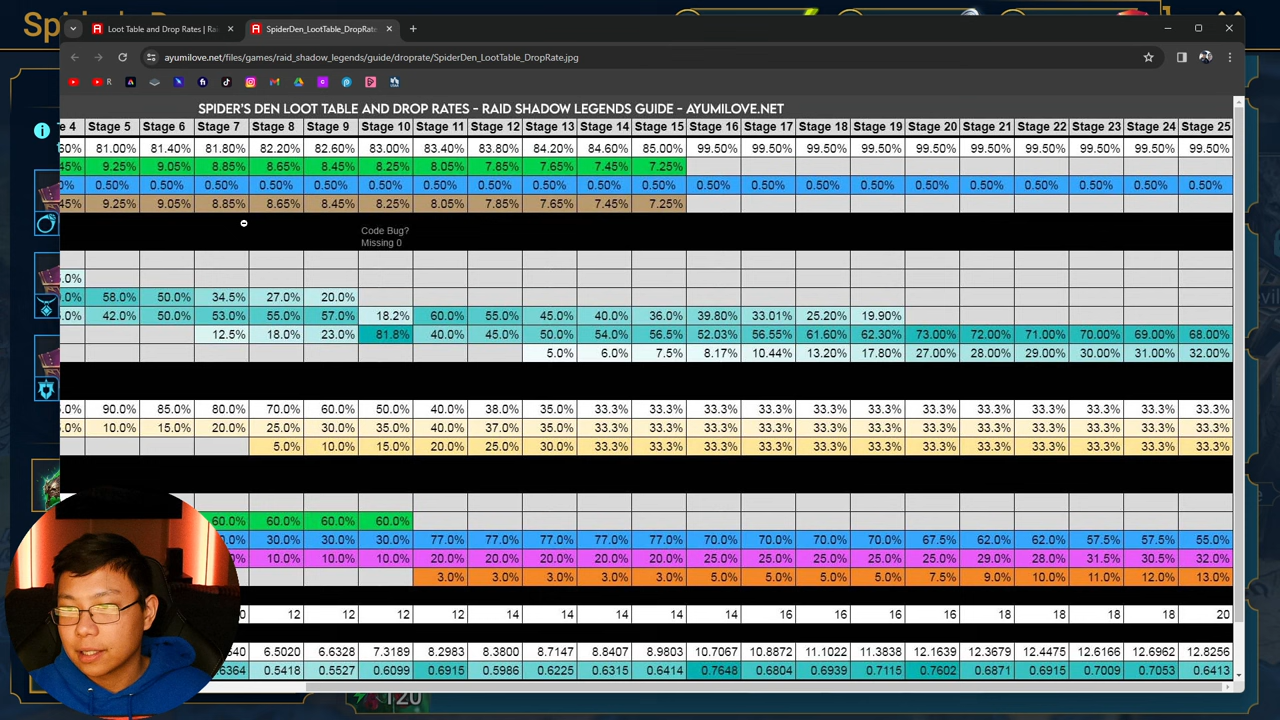 Spider's D
Loot Table and Drop Rates | Rai
SpiderDen_LootTable_DropRate
ayumilove.net/files/games/raid_shadow_legends/guide/droprate/SpiderDen_LootTable_DropRate.jpg
R
SPIDER'S DEN LOOT TABLE AND DROP RATES - RAID SHADOW LEGENDS GUIDE - AYUMILOVE.NET
e 4 Stage 5 Stage 6 Stage 7 Stage 8 Stage 9 Stage 10 Stage 11 Stage 12 Stage 13 Stage 14 Stage 15 Stage 16 Stage 17 Stage 18 Stage 19 Stage 20 Stage 21 Stage 22 Stage 23 Stage 24 Stage 25
60% 81.00% 81.40% 81.80% 82.20% 82.60% 83.00% 83.40% 83.80% 84.20% 84.60% 85.00% 99.50% 99.50% 99.50% 99.50% 99.50% 99.50% 99.50% 99.50% 99.50% 99.50%
45% 9.25% 9.05% 8.85% 8.65% 8.45% 8.25% 8.05% 7.85% 7.65% 7.45% 7.25%
0% 0.50% 0.50% 0.50% 0.50% 0.50% 0.50% 0.50% 0.50% 0.50% 0.50% 0.50% 0.50% 0.50% 0.50% 0.50% 0.50% 0.50% 0.50% 0.50% 0.50% 0.50%
45% 9.25% 9.05% 8.85% 8.65% 8.45% 8.25% 8.05% 7.85% 7.65% 7.45% 7.25%
Code Bug?
Missing 0
.0%
.0% 58.0% 50.0% 34.5% 27.0% 20.0%
.0% 42.0% 50.0% 53.0% 55.0% 57.0% 18.2% 60.0% 55.0% 45.0% 40.0% 36.0% 39.80% 33.01% 25.20% 19.90%
12.5% 18.0% 23.0% 81.8% 40.0% 45.0% 50.0% 54.0% 56.5% 52.03% 56.55% 61.60% 62.30% 73.00% 72.00% 71.00% 70.00% 69.00% 68.00%
5.0% 6.0% 7.5% 8.17% 10.44% 13.20% 17.80% 27.00% 28.00% 29.00% 30.00% 31.00% 32.00%
.0% 90.0% 85.0% 80.0% 70.0% 60.0% 50.0% 40.0% 38.0% 35.0% 33.3% 33.3% 33.3% 33.3% 33.3% 33.3% 33.3% 33.3% 33.3% 33.3% 33.3% 33.3%
.0% 10.0% 15.0% 20.0% 25.0% 30.0% 35.0% 40.0% 37.0% 35.0% 33.3% 33.3% 33.3% 33.3% 33.3% 33.3% 33.3% 33.3% 33.3% 33.3% 33.3% 33.3%
5.0% 10.0% 15.0% 20.0% 25.0% 30.0% 33.3% 33.3% 33.3% 33.3% 33.3% 33.3% 33.3% 33.3% 33.3% 33.3% 33.3% 33.3%
60.0% 60.0% 60.0% 60.0%
.0% 30.0% 30.0% 30.0% 77.0% 77.0% 77.0% 77.0% 77.0% 70.0% 70.0% 70.0% 70.0% 67.5% 62.0% 62.0% 57.5% 57.5% 55.0%
.0% 10.0% 10.0% 10.0% 20.0% 20.0% 20.0% 20.0% 20.0% 25.0% 25.0% 25.0% 25.0% 25.0% 29.0% 28.0% 31.5% 30.5% 32.0%
3.0% 3.0% 3.0% 3.0% 3.0% 5.0% 5.0% 5.0% 5.0% 7.5% 9.0% 10.0% 11.0% 12.0% 13.0%
0 12 12 12 12 14 14 14 14 14 16 16 16 16 18 18 18 18 20
540 6.5020 6.6328 7.3189 8.2983 8.3800 8.7147 8.8407 8.9803 10.7067 10.8872 11.1022 11.3838 12.1639 12.3679 12.4475 12.6166 12.6962 12.8256
.6364 0.5418 0.5527 0.6099 0.6915 0.5986 0.6225 0.6315 0.6414 0.7648 0.6804 0.6939 0.7115 0.7602 0.6871 0.6915 0.7009 0.7053 0.6413
120